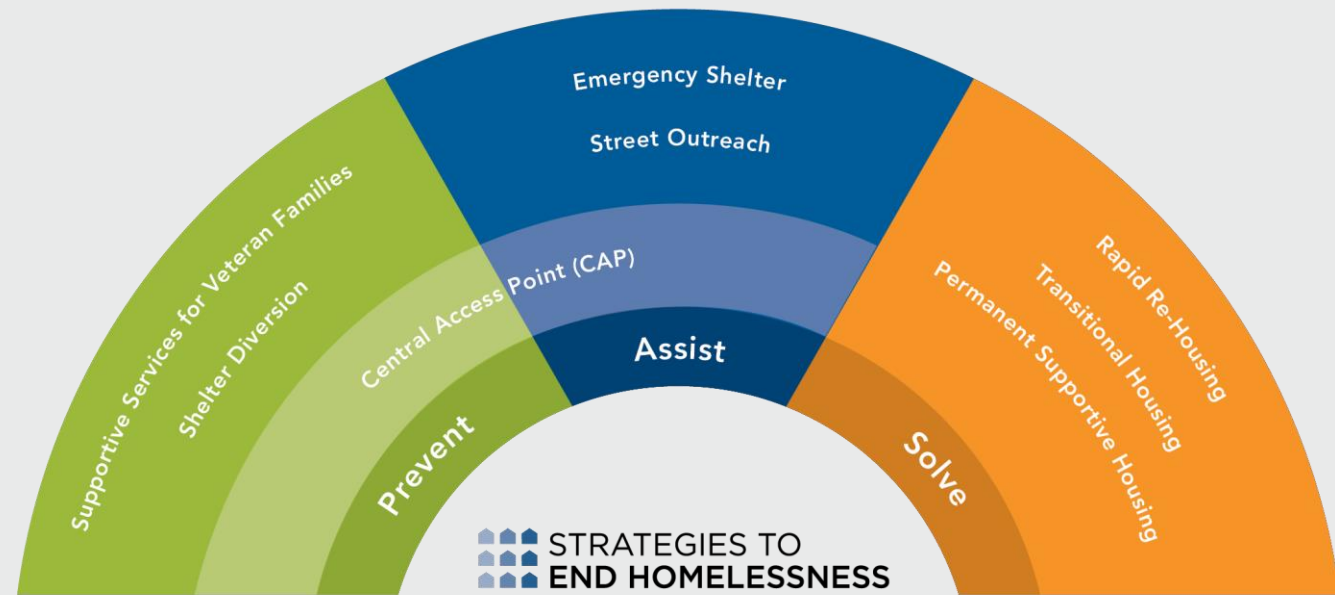 Supportive Services for Veteran Families
Shelter Diversion
Central Access Point (CAP)
Prevent
Emergency Shelter
Street Outreach
Assist
Rapid Re-Housing
Transitional Housing
Permanent Supportive Housing
Solve
STRATEGIES TO
END HOMELESSNESS